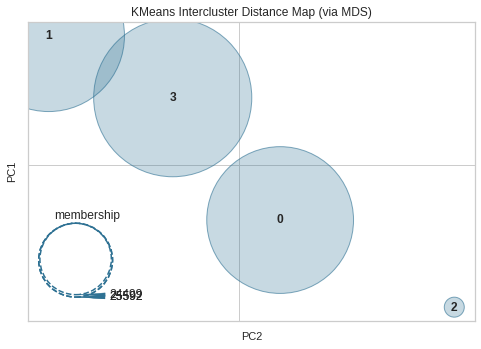 KMeans Intercluster Distance Map (via MDS)
1
3
PC1
0
membership
2
PC2